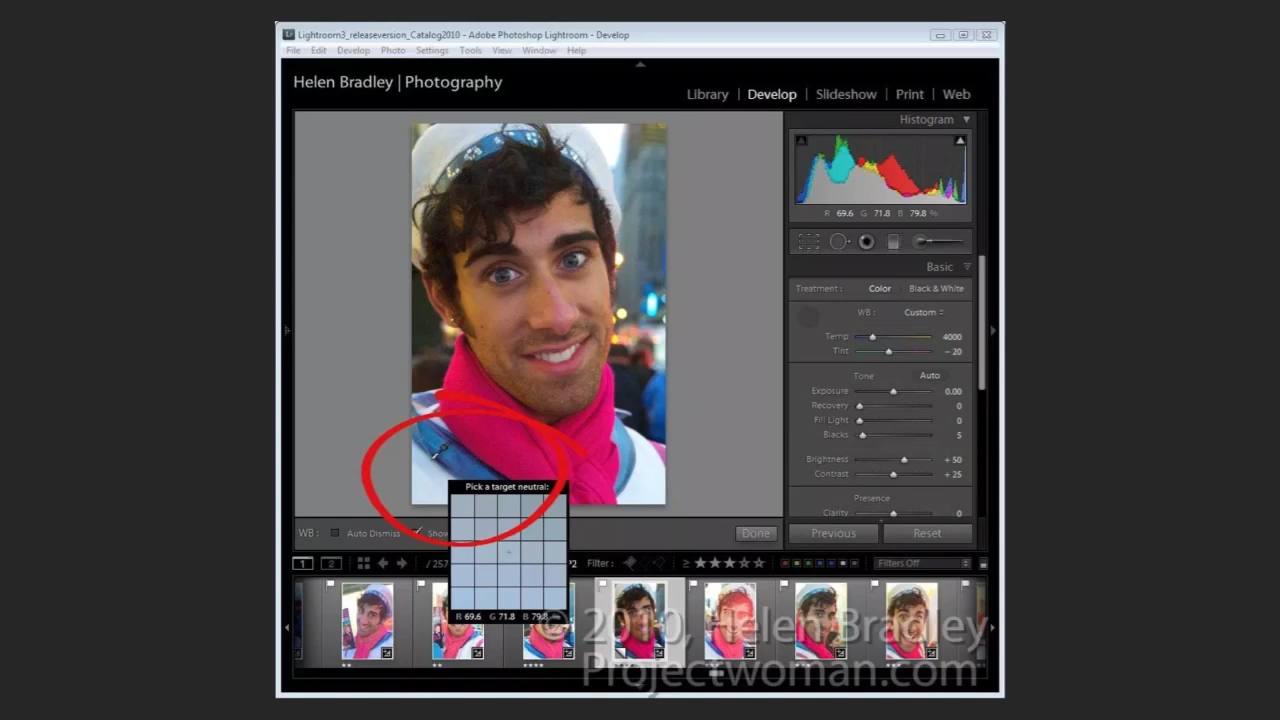 Lightroom3_releaseversion_Catalog2010 - Adobe Photoshop Lightroom - Develop
File Edit Develop Photo Settings Tools View Window Help
Helen Bradley | Photography
Library | Develop | Slideshow | Print | Web
Histogram
R 69.6 G 71.8 B 79.8 %
Basic
Treatment : Color Black & White
WB : Custom
Temp 4000
Tint - 20
Tone Auto
Exposure 0.00
Recovery 0
Fill Light 0
Blacks 5
Brightness + 50
Contrast + 25
Presence
Clarity 0
Pick a target neutral:
WB : Auto Dismiss Show Done Previous Reset
1 2 / 257 Filter : ≥ Filters Off
R 69.6 G 71.8 B 79.8 %
© 2010, Helen Bradley
Projectwoman.com